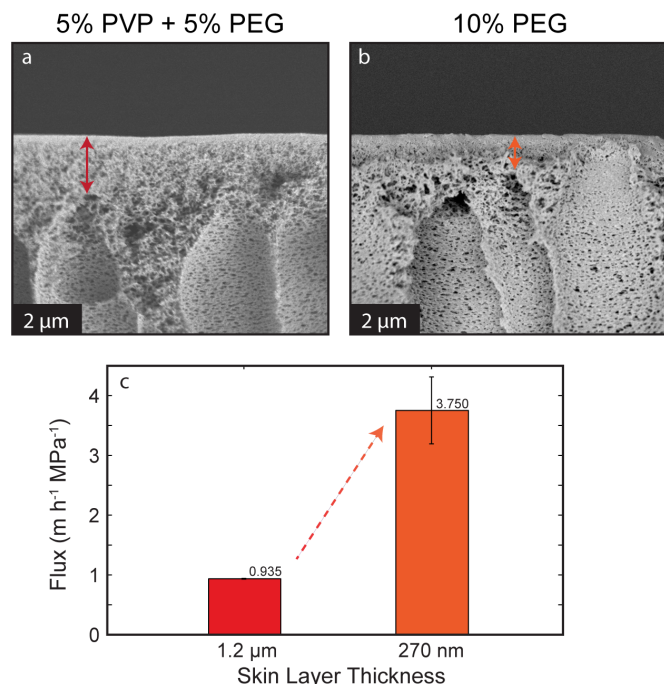 5% PVP + 5% PEG
10% PEG
a
b
2 μm
2 μm
c
4
3
2
1
0
Flux (m h⁻¹ MPa⁻¹)
0.935
3.750
1.2 μm
270 nm
Skin Layer Thickness